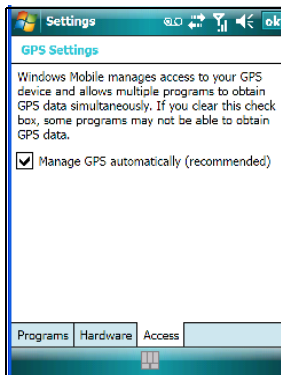 Settings
ok
GPS Settings
Windows Mobile manages access to your GPS
device and allows multiple programs to obtain
GPS data simultaneously. If you clear this check
box, some programs may not be able to obtain
GPS data.
Manage GPS automatically (recommended)
Programs Hardware Access